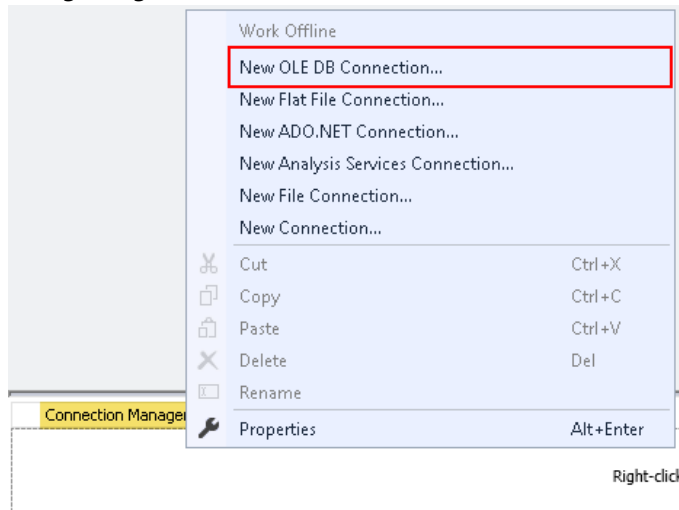 Work Offline
New OLE DB Connection...
New Flat File Connection...
New ADO.NET Connection...
New Analysis Services Connection...
New File Connection...
New Connection...
Cut Ctrl+X
Copy Ctrl+C
Paste Ctrl+V
Delete Del
Rename
Connection Manager
Properties Alt+Enter
Right-click